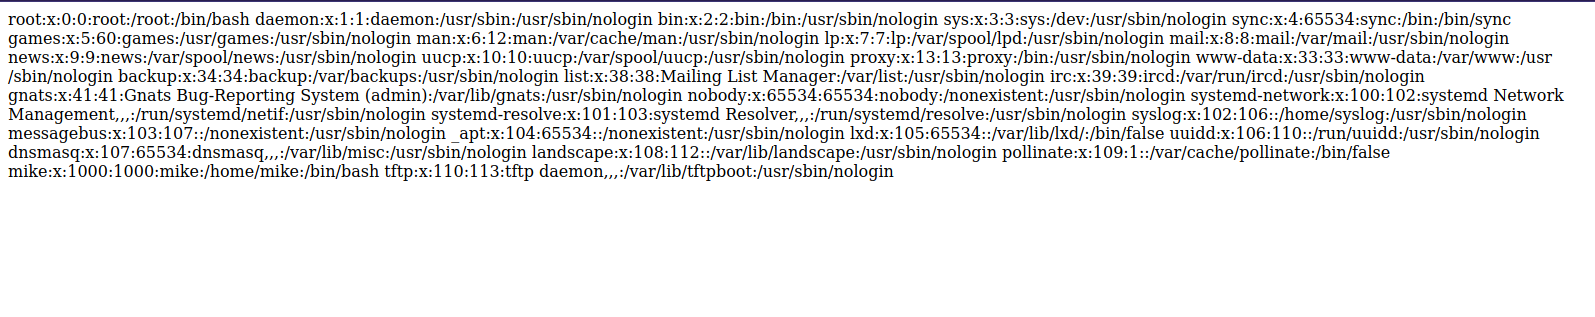 root:x:0:0:root:/root:/bin/bash daemon:x:1:1:daemon:/usr/sbin:/usr/sbin/nologin bin:x:2:2:bin:/bin:/usr/sbin/nologin sys:x:3:3:sys:/dev:/usr/sbin/nologin sync:x:4:65534:sync:/bin:/bin/sync
games:x:5:60:games:/usr/games:/usr/sbin/nologin man:x:6:12:man:/var/cache/man:/usr/sbin/nologin lp:x:7:7:lp:/var/spool/lpd:/usr/sbin/nologin mail:x:8:8:mail:/var/mail:/usr/sbin/nologin
news:x:9:9:news:/var/spool/news:/usr/sbin/nologin uucp:x:10:10:uucp:/var/spool/uucp:/usr/sbin/nologin proxy:x:13:13:proxy:/bin:/usr/sbin/nologin www-data:x:33:33:www-data:/var/www:/usr
/sbin/nologin backup:x:34:34:backup:/var/backups:/usr/sbin/nologin list:x:38:38:Mailing List Manager:/var/list:/usr/sbin/nologin irc:x:39:39:ircd:/var/run/ircd:/usr/sbin/nologin
gnats:x:41:41:Gnats Bug-Reporting System (admin):/var/lib/gnats:/usr/sbin/nologin nobody:x:65534:65534:nobody:/nonexistent:/usr/sbin/nologin systemd-network:x:100:102:systemd Network
Management,,,:/run/systemd/netif:/usr/sbin/nologin systemd-resolve:x:101:103:systemd Resolver,,,:/run/systemd/resolve:/usr/sbin/nologin syslog:x:102:106::/home/syslog:/usr/sbin/nologin
messagebus:x:103:107::/nonexistent:/usr/sbin/nologin _apt:x:104:65534::/nonexistent:/usr/sbin/nologin lxd:x:105:65534::/var/lib/lxd/:/bin/false uuidd:x:106:110::/run/uuidd:/usr/sbin/nologin
dnsmasq:x:107:65534:dnsmasq,,,:/var/lib/misc:/usr/sbin/nologin landscape:x:108:112::/var/lib/landscape:/usr/sbin/nologin pollinate:x:109:1::/var/cache/pollinate:/bin/false
mike:x:1000:1000:mike:/home/mike:/bin/bash tftp:x:110:113:tftp daemon,,,:/var/lib/tftpboot:/usr/sbin/nologin